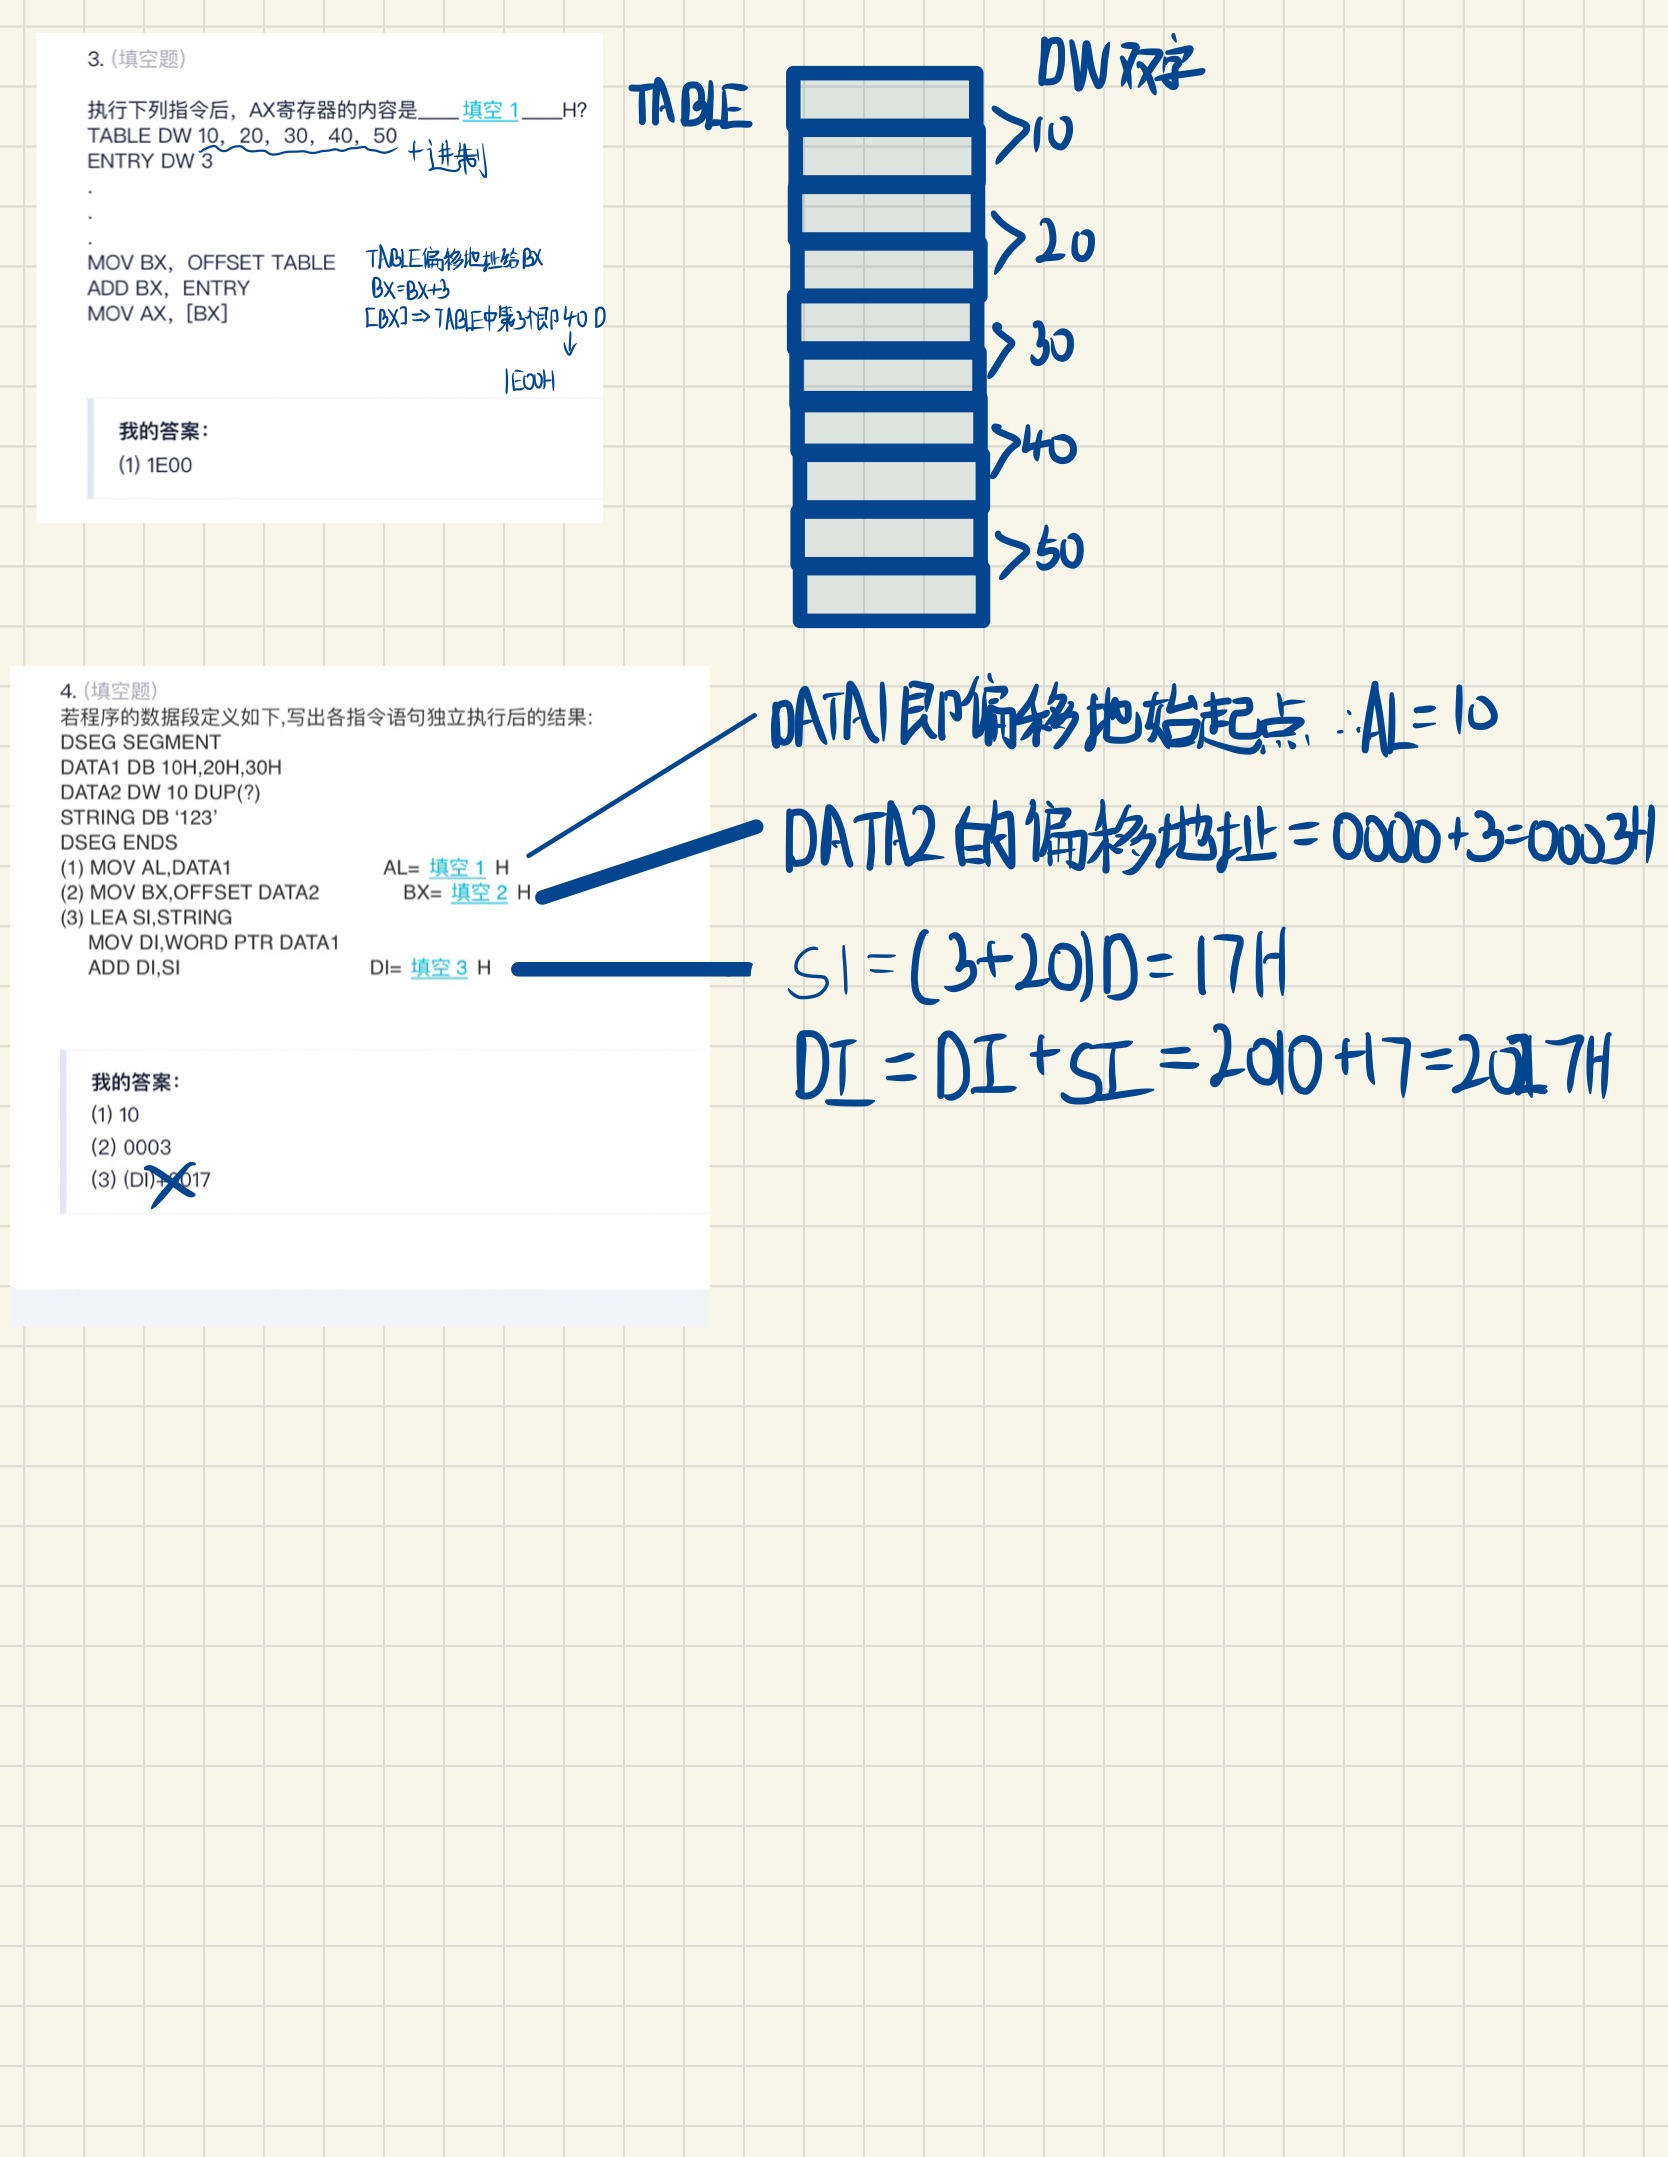 3. (填空题)
执行下列指令后，AX寄存器的内容是____ 填空 1____H?
TABLE DW 10，20，30，40，50
十进制
ENTRY DW 3
.
.
.
MOV BX，OFFSET TABLE
TABLE偏移地址给BX
ADD BX，ENTRY
BX=BX+3
MOV AX，[BX]
[BX]⇒TABLE中第3个即40 D
↓
1E00H
我的答案：
(1) 1E00
TABLE
DW 双字
>10
>20
>30
>40
>50
4. (填空题)
若程序的数据段定义如下,写出各指令语句独立执行后的结果：
DSEG SEGMENT
DATA1 DB 10H,20H,30H
DATA2 DW 10 DUP(?)
STRING DB ‘123’
DSEG ENDS
(1) MOV AL,DATA1 AL= 填空 1 H
(2) MOV BX,OFFSET DATA2 BX= 填空 2 H
(3) LEA SI,STRING
MOV DI,WORD PTR DATA1
ADD DI,SI DI= 填空 3 H
DATA1即偏移地始起点 ∴AL=10
DATA2的偏移地址=0000+3=0003H
SI=(3+20)D=17H
DI=DI+SI=2010+17=2017H
我的答案：
(1) 10
(2) 0003
(3) (DI)+2017